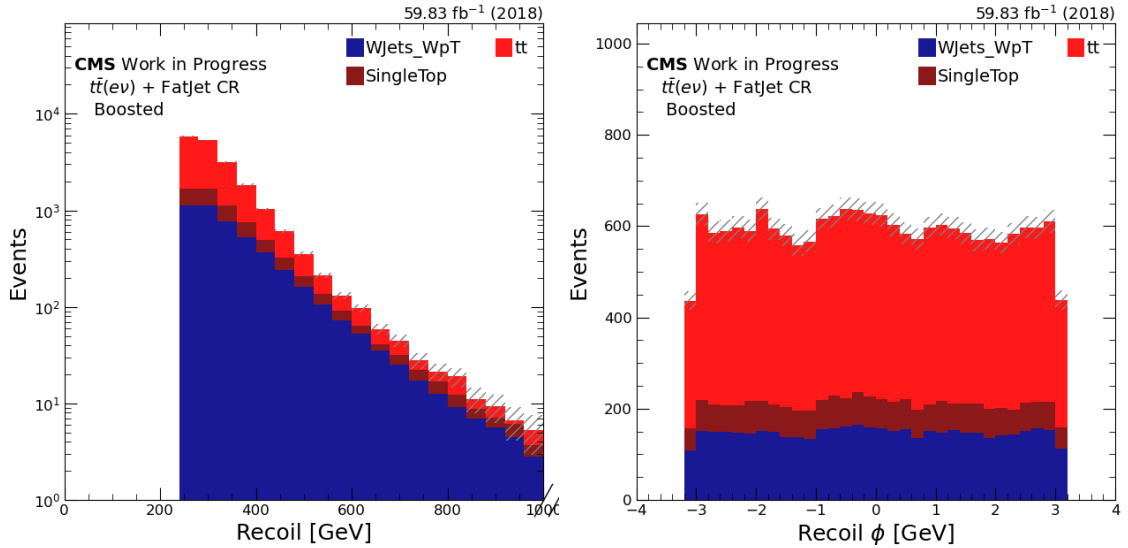 59.83 fb⁻¹ (2018)
Events
WJets_WpT
tt
SingleTop
CMS Work in Progress
tt̄(eν) + FatJet CR
Boosted
10⁴
10³
10²
10¹
10⁰
0 200 400 600 800 1000
Recoil [GeV]
59.83 fb⁻¹ (2018)
Events
WJets_WpT
tt
SingleTop
CMS Work in Progress
tt̄(eν) + FatJet CR
Boosted
1000
800
600
400
200
0
−4 −3 −2 −1 0 1 2 3 4
Recoil ϕ [GeV]